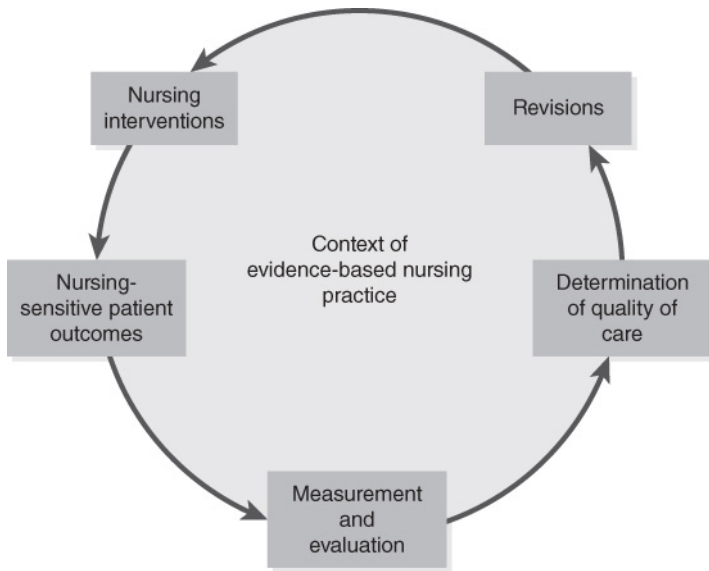 Nursing
interventions
Revisions
Context of
evidence-based nursing
practice
Nursing-
sensitive patient
outcomes
Determination
of quality of
care
Measurement
and
evaluation